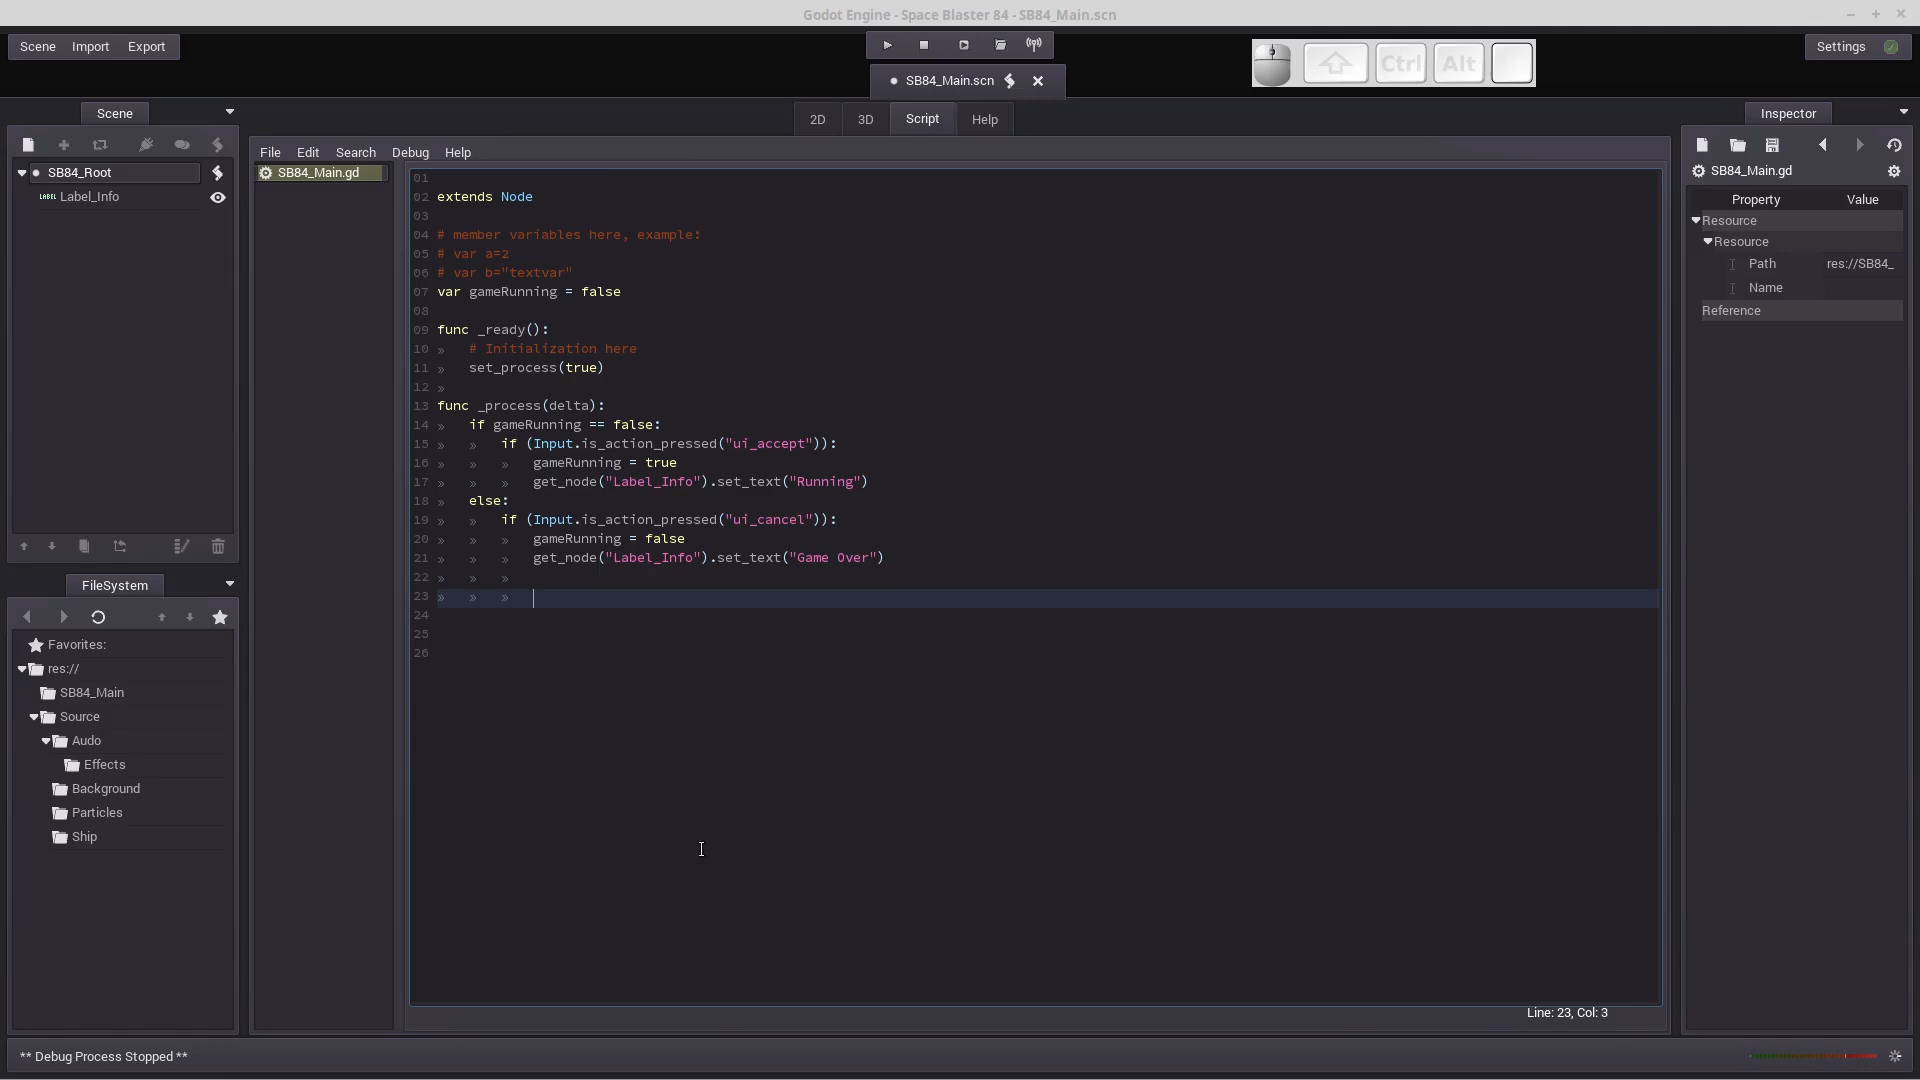 Godot Engine - Space Blaster 84 - SB84_Main.scn
Scene Import Export
Settings
Ctrl Alt
SB84_Main.scn
Scene
2D 3D Script Help
Inspector
File Edit Search Debug Help
SB84_Root
LABEL Label_Info
SB84_Main.gd
01
02 extends Node
03
04 # member variables here, example:
05 # var a=2
06 # var b="textvar"
07 var gameRunning = false
08
09 func _ready():
10 » # Initialization here
11 » set_process(true)
12 »
13 func _process(delta):
14 » if gameRunning == false:
15 » » if (Input.is_action_pressed("ui_accept")):
16 » » » gameRunning = true
17 » » » get_node("Label_Info").set_text("Running")
18 » else:
19 » » if (Input.is_action_pressed("ui_cancel")):
20 » » » gameRunning = false
21 » » » get_node("Label_Info").set_text("Game Over")
22 » » »
23 » » »
24
25
26
Line: 23, Col: 3
SB84_Main.gd
Property Value
Resource
Resource
Path res://SB84_
Name
Reference
FileSystem
Favorites:
res://
SB84_Main
Source
Audo
Effects
Background
Particles
Ship
** Debug Process Stopped **